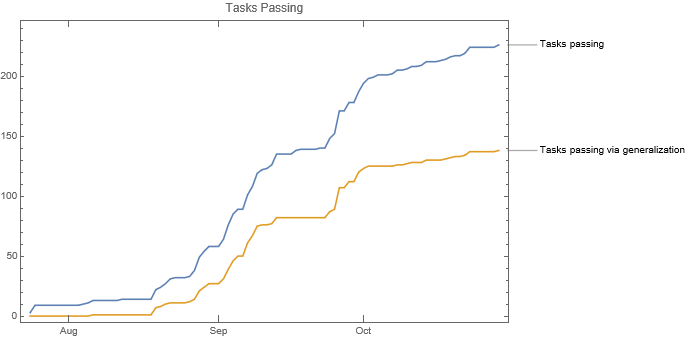 Tasks Passing
Tasks passing
200
150
Tasks passing via generalization
100
50
0
Aug Sep Oct